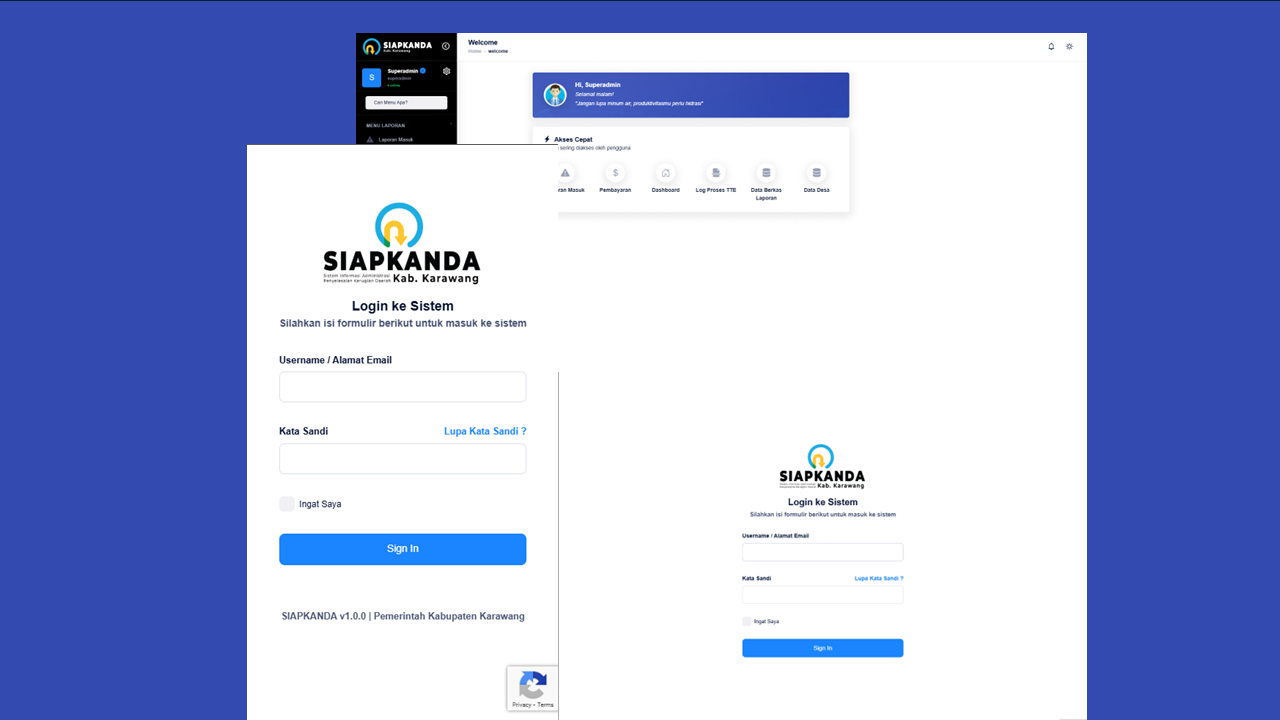 SIAPKANDA
Kab. Karawang
Welcome
Home - welcome
S
Superadmin
superadmin
online
Cari Menu Apa?
MENU LAPORAN
Laporan Masuk
Hi, Superadmin
Selamat malam!
"Jangan lupa minum air, produktivitasmu perlu hidrasi"
Akses Cepat
sering diakses oleh pengguna
ran Masuk
Pembayaran
Dashboard
Log Proses TTE
Data Berkas
Laporan
Data Desa
SIAPKANDA
Sistem Informasi Administrasi
Penyelesaian Kerugian Daerah Kab. Karawang
Login ke Sistem
Silahkan isi formulir berikut untuk masuk ke sistem
Username / Alamat Email
Kata Sandi Lupa Kata Sandi ?
Ingat Saya
Sign In
SIAPKANDA v1.0.0 | Pemerintah Kabupaten Karawang
Privacy - Terms
SIAPKANDA
Kab. Karawang
Login ke Sistem
Silahkan isi formulir berikut untuk masuk ke sistem
Username / Alamat Email
Kata Sandi Lupa Kata Sandi ?
Ingat Saya
Sign In